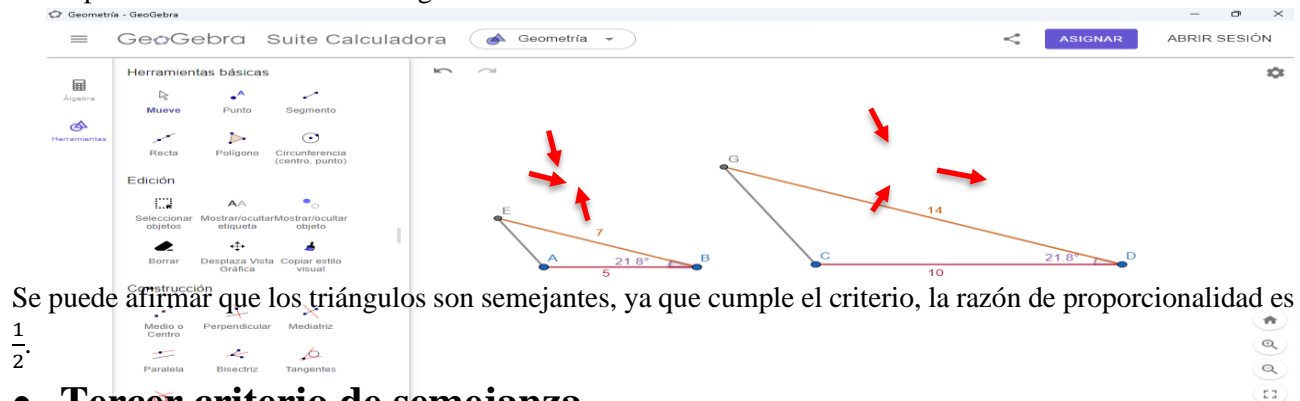 Geometría - GeoGebra
GeoGebra Suite Calculadora Geometría ASIGNAR ABRIR SESIÓN
Álgebra
Herramientas
Herramientas básicas
Mueve Punto Segmento
Recta Polígono Circunferencia
(centro, punto)
Edición
Seleccionar Mostrar/ocultar Mostrar/ocultar
objetos etiqueta objeto
Borrar Desplaza Vista Copiar estilo
Gráfica visual
Construcción
Medio o Perpendicular Mediatriz
Centro
Paralela Bisectriz Tangentes
E
7
A
21.8°
B
5
G
14
C
21.8°
D
10
Se puede afirmar que los triángulos son semejantes, ya que cumple el criterio, la razón de proporcionalidad es
1/2.
• Tercer criterio de semejanza